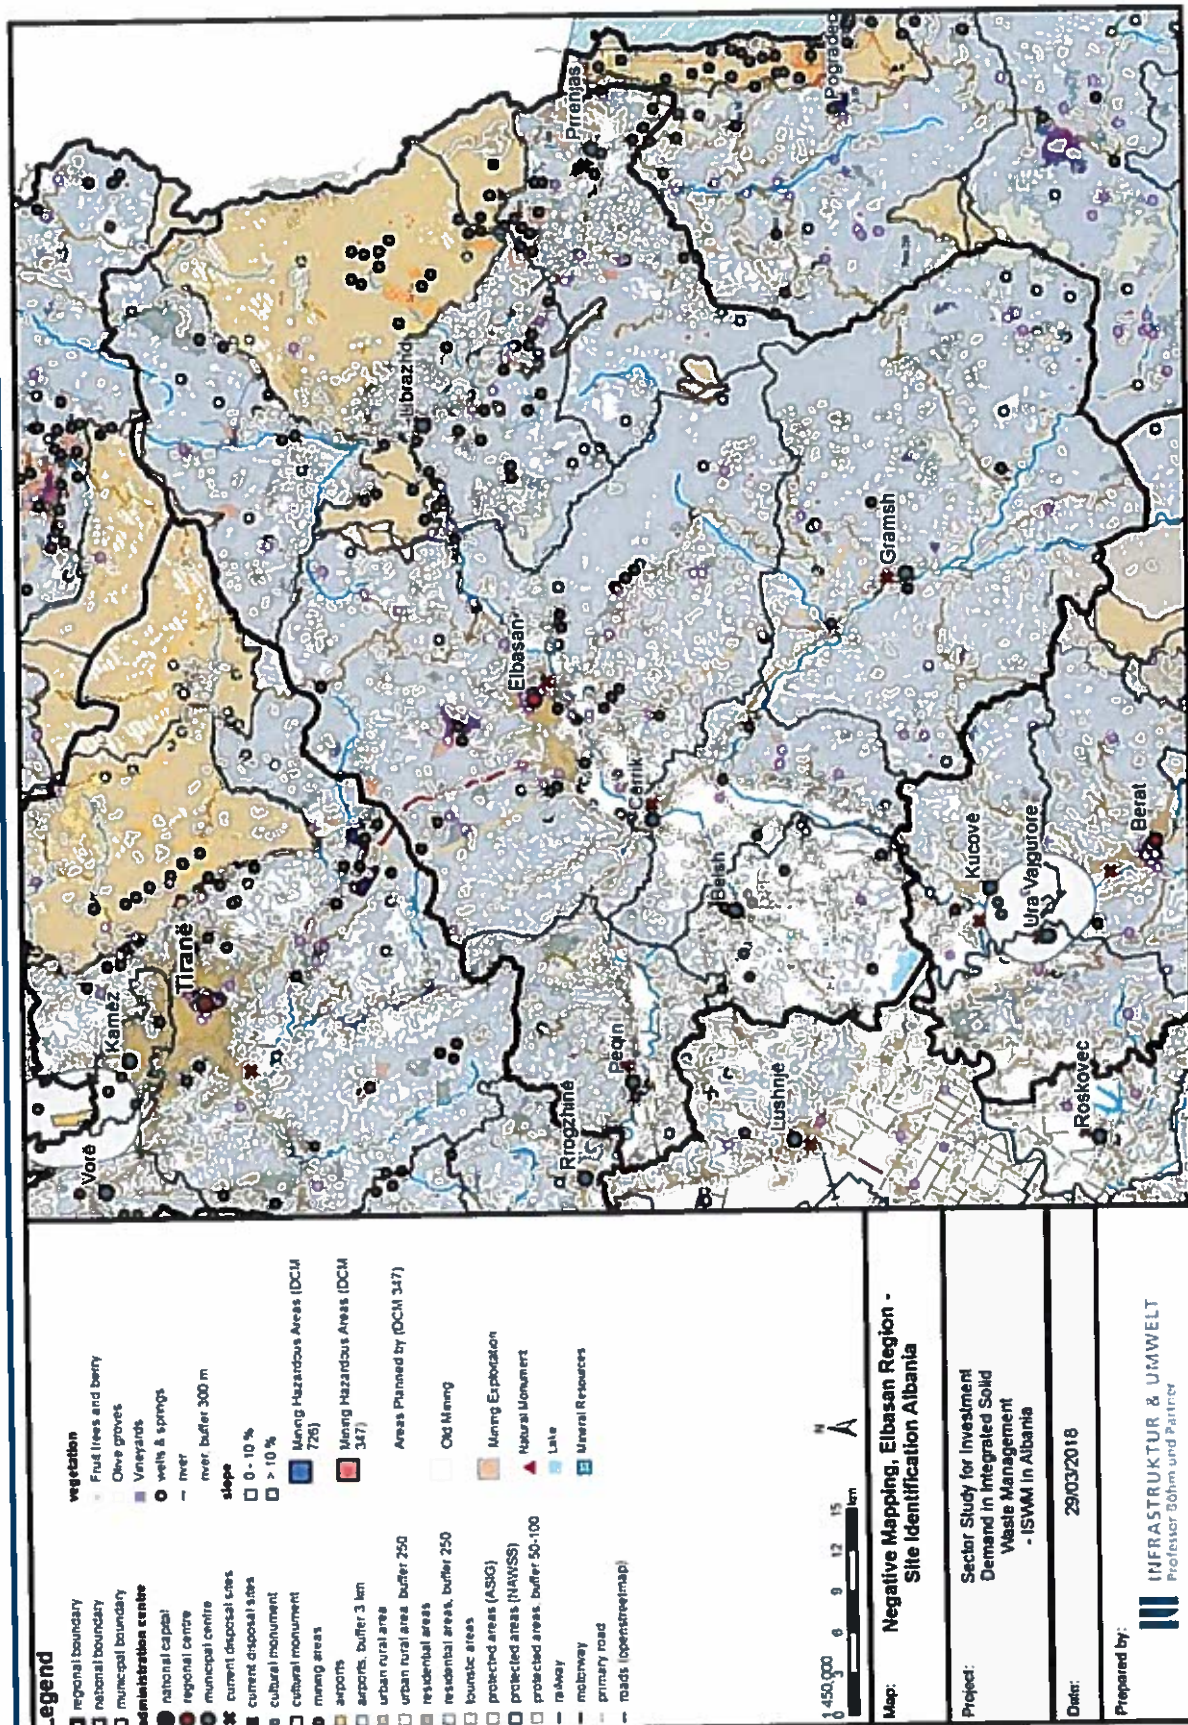 Legend
regional boundary
national boundary
municipal boundary
administration centre
national capital
regional centre
municipal centre
current disposal sites
current disposal sites
cultural monument
cultural monument
mining areas
airports
airports, buffer 3 km
urban rural area
urban rural area, buffer 250
residential areas
residential areas, buffer 250
touristic areas
protected areas (ASIG)
protected areas (NAWSS)
protected areas, buffer 50-100
railway
motorway
primary road
roads (openstreetmap)
vegetation
Fruit trees and berry
Olive groves
Vineyards
wells & springs
river
river, buffer 300 m
slope
0 - 10 %
> 10 %
Mining Hazardous Areas (DCM 726)
Mining Hazardous Areas (DCM 347)
Areas Planned by (DCM 347)
Old Mining
Mining Exploitation
Natural Monument
Lake
Mineral Resources
1:450,000
0 3 6 9 12 15
km
N
Map: Negative Mapping, Elbasan Region -
Site Identification Albania
Project: Sector Study for Investment
Demand in Integrated Solid
Waste Management
- ISWM in Albania
Date: 29/03/2018
Prepared by:
INFRASTRUKTUR & UMWELT
Professor Böhm und Partner
Vorë
Kamëz
Tiranë
Rrogzhinë
Peqin
Lushnjë
Roskovec
Elbasan
Cërrik
Belsh
Kuçovë
Ura Vajgurore
Berat
Librazhd
Gramsh
Prrenjas
Pogradec